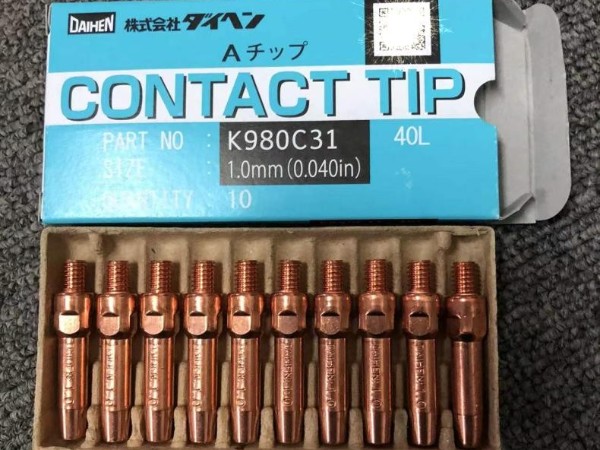 DAIHEN 株式会社ダイヘン
Aチップ
CONTACT TIP
PART NO : K980C31 40L
SIZE : 1.0mm(0.040in)
QUANTITY : 10